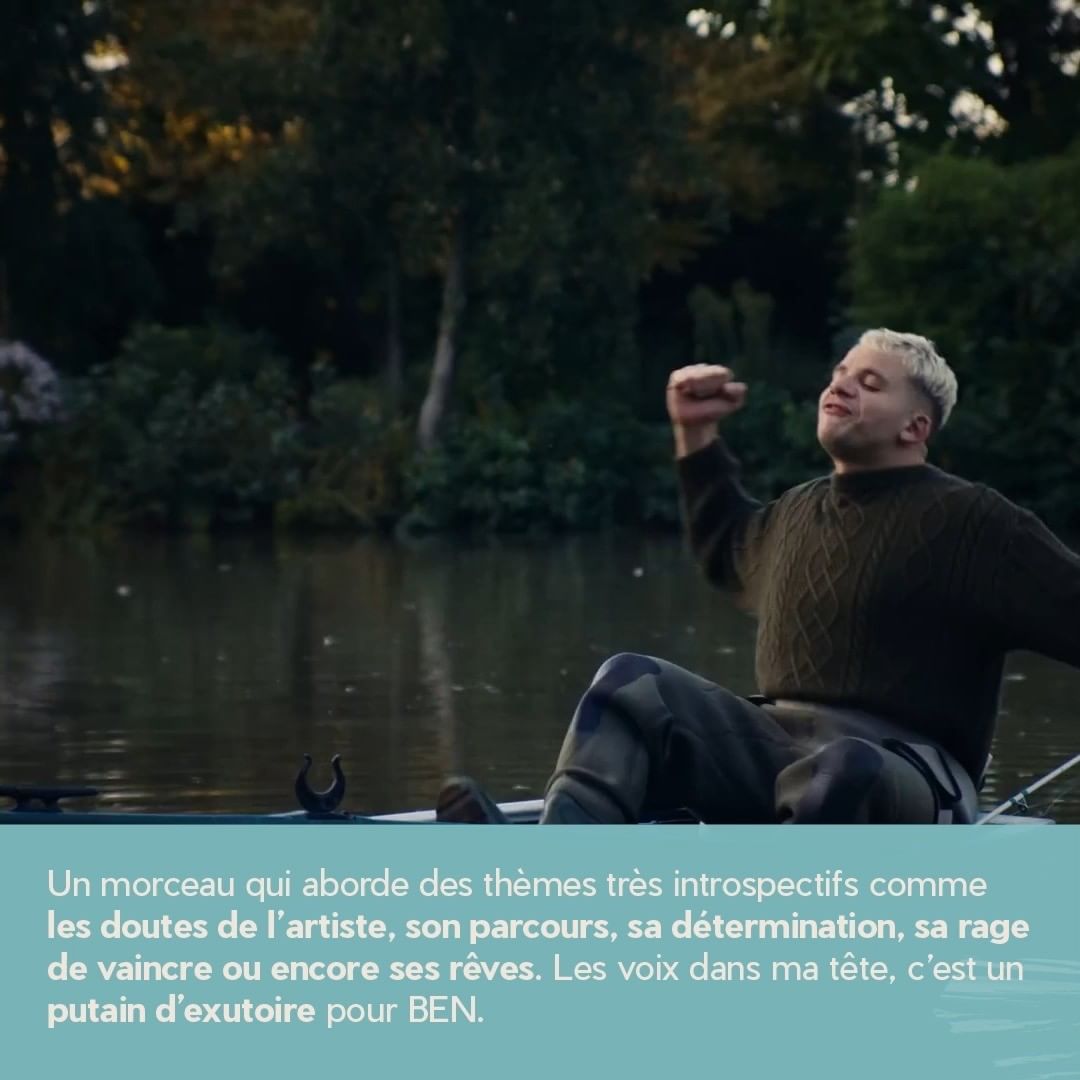 Un morceau qui aborde des thèmes très introspectifs comme
les doutes de l’artiste, son parcours, sa détermination, sa rage
de vaincre ou encore ses rêves. Les voix dans ma tête, c’est un
putain d’exutoire pour BEN.